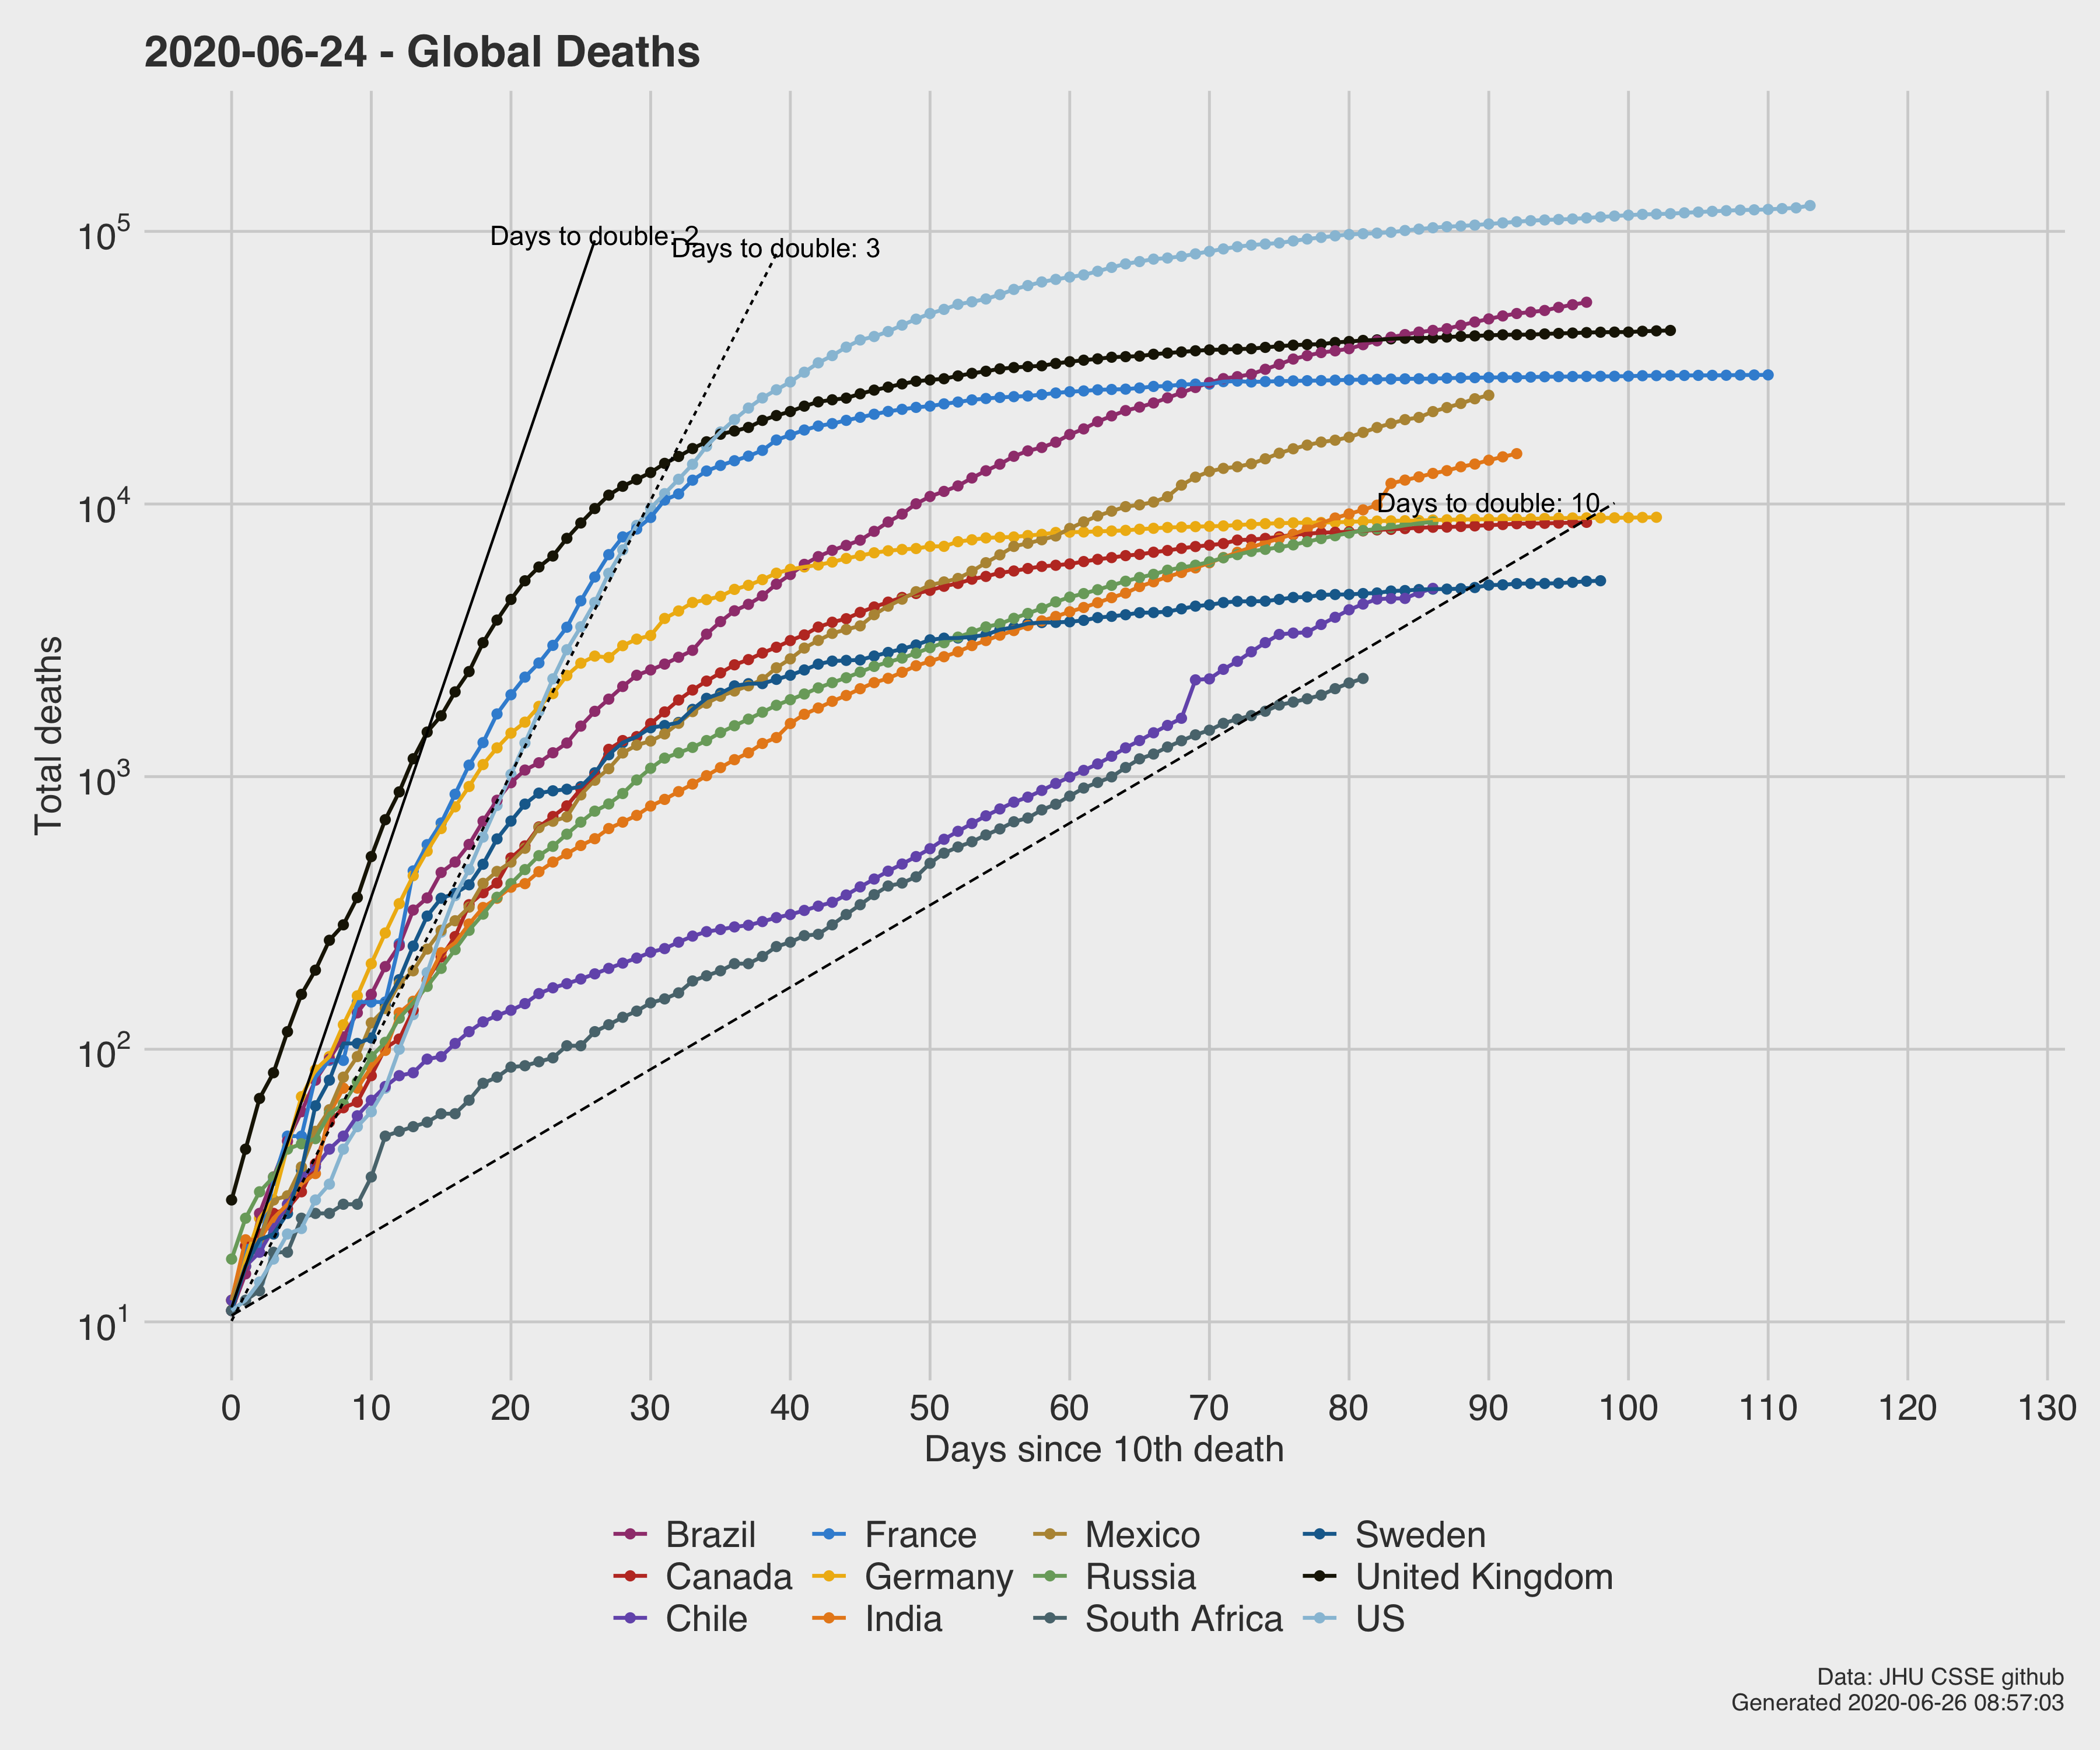 2020-06-24 - Global Deaths
Total deaths
10^5
10^4
10^3
10^2
10^1
Days to double: 2
Days to double: 3
Days to double: 10
0 10 20 30 40 50 60 70 80 90 100 110 120 130
Days since 10th death
Brazil France Mexico Sweden
Canada Germany Russia United Kingdom
Chile India South Africa US
Data: JHU CSSE github
Generated 2020-06-26 08:57:03